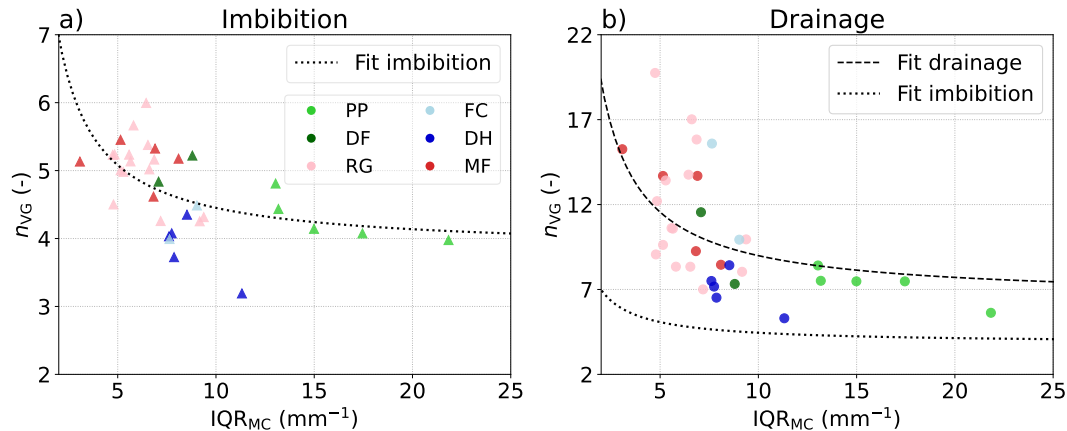 a)
Imbibition
7
6
5
4
3
2
n_VG (-)
Fit imbibition
PP
DF
RG
FC
DH
MF
5
10
15
20
25
IQR_MC (mm⁻¹)
b)
Drainage
22
17
12
7
2
n_VG (-)
Fit drainage
Fit imbibition
5
10
15
20
25
IQR_MC (mm⁻¹)